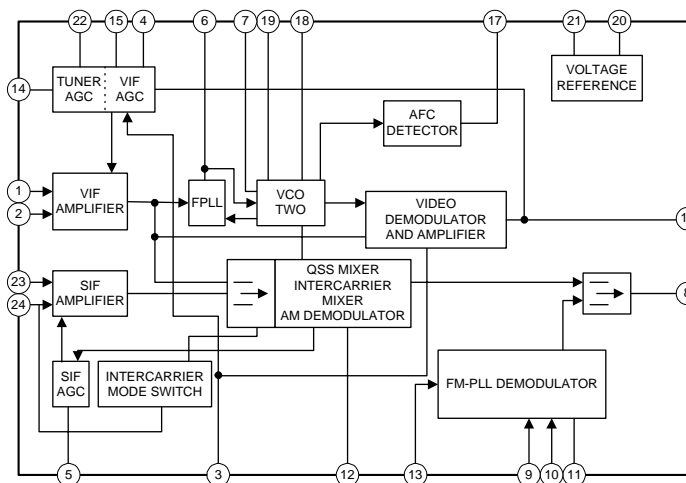 22
15
4
6
7
19
18
17
21
20
TUNER
AGC
VIF
AGC
VOLTAGE
REFERENCE
14
AFC
DETECTOR
1
2
VIF
AMPLIFIER
FPLL
VCO
TWO
VIDEO
DEMODULATOR
AND AMPLIFIER
23
24
SIF
AMPLIFIER
QSS MIXER
INTERCARRIER
MIXER
AM DEMODULATOR
8
SIF
AGC
INTERCARRIER
MODE SWITCH
FM-PLL DEMODULATOR
5
3
12
13
9
10
11